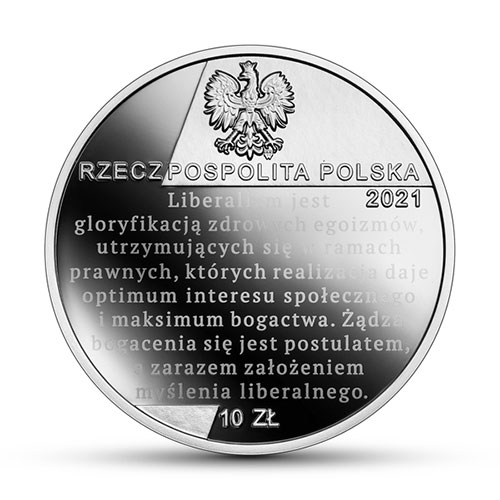 RZECZPOSPOLITA POLSKA
2021
Liberalizm jest
gloryfikacją zdrowych egoizmów,
utrzymujących się w ramach
prawnych, których realizacja daje
optimum interesu społecznego
i maksimum bogactwa. Żądza
bogacenia się jest postulatem,
a zarazem założeniem
myślenia liberalnego.
10 ZŁ